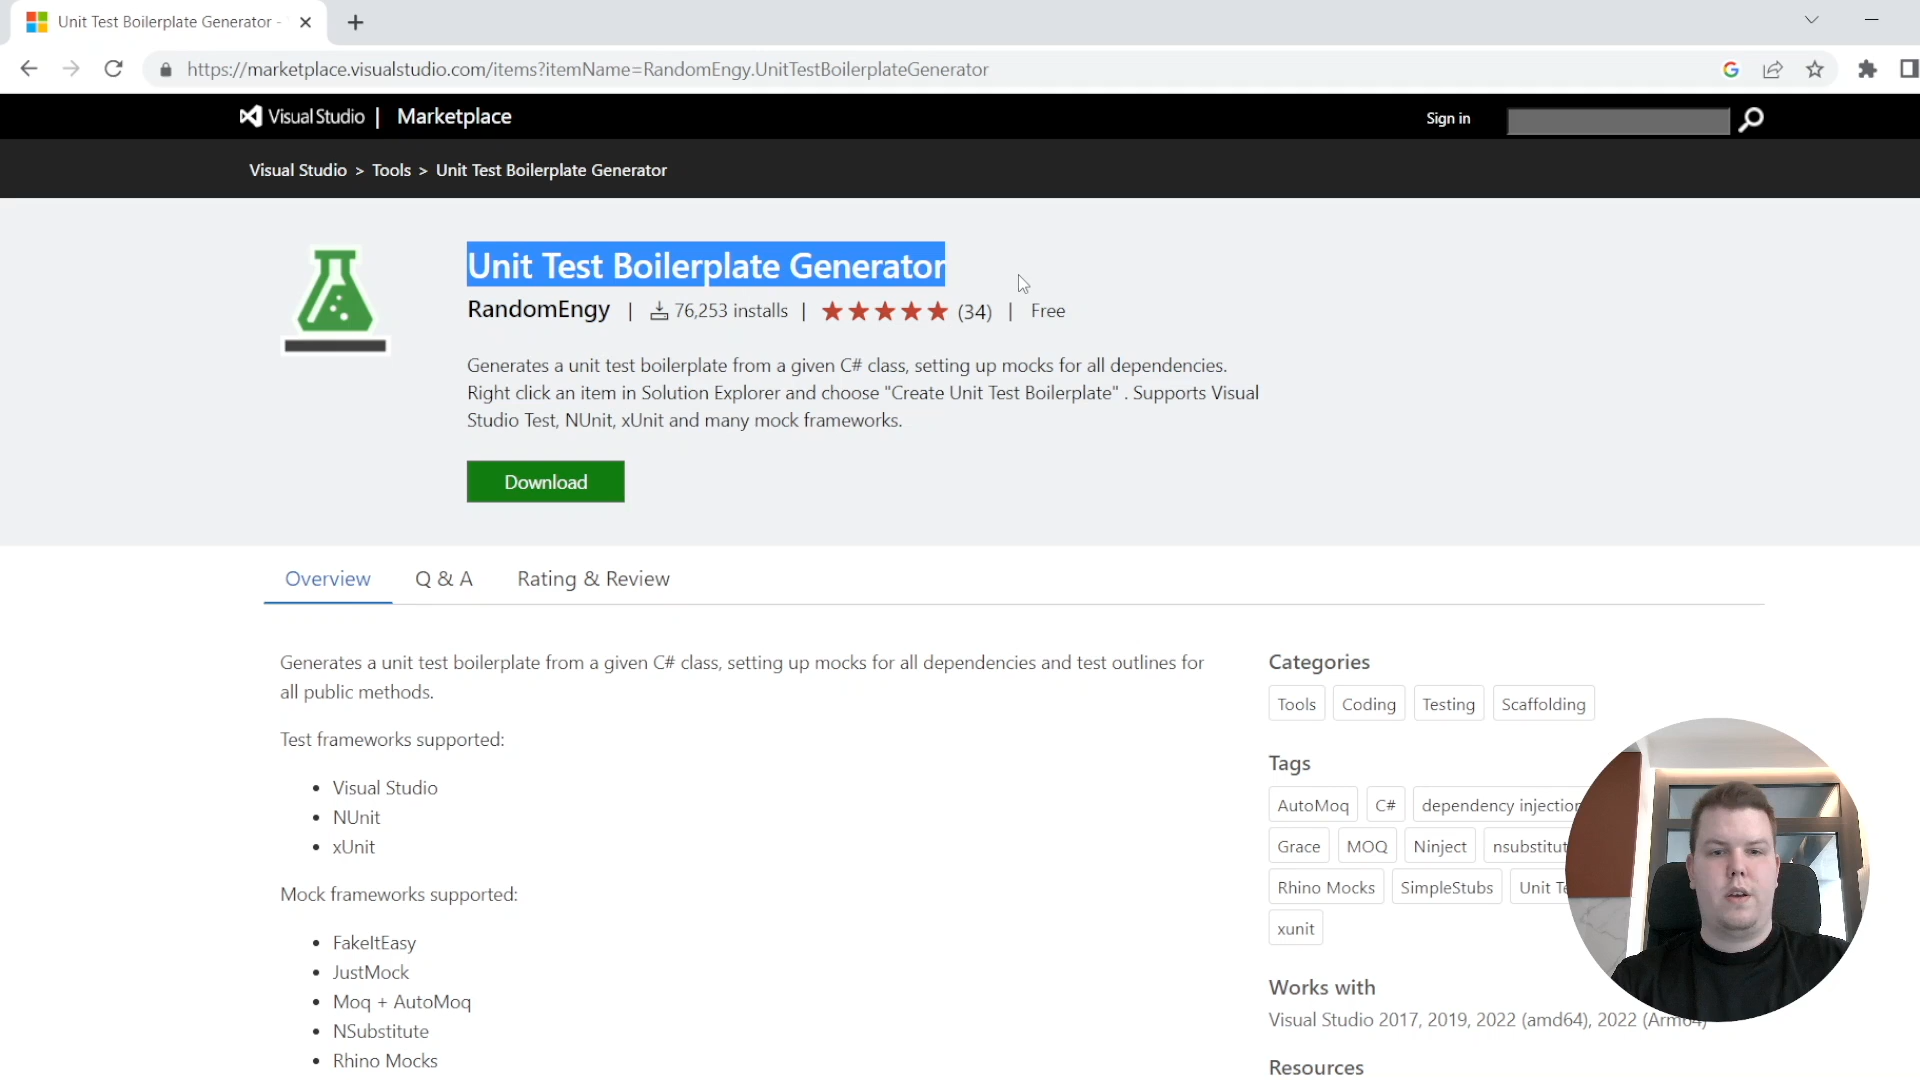 Unit Test Boilerplate Generator -
https://marketplace.visualstudio.com/items?itemName=RandomEngy.UnitTestBoilerplateGenerator
Visual Studio | Marketplace
Sign in
Visual Studio > Tools > Unit Test Boilerplate Generator
Unit Test Boilerplate Generator
RandomEngy | 76,253 installs | (34) | Free
Generates a unit test boilerplate from a given C# class, setting up mocks for all dependencies.
Right click an item in Solution Explorer and choose "Create Unit Test Boilerplate" . Supports Visual
Studio Test, NUnit, xUnit and many mock frameworks.
Download
Overview Q & A Rating & Review
Generates a unit test boilerplate from a given C# class, setting up mocks for all dependencies and test outlines for
all public methods.
Test frameworks supported:
• Visual Studio
• NUnit
• xUnit
Mock frameworks supported:
• FakeItEasy
• JustMock
• Moq + AutoMoq
• NSubstitute
• Rhino Mocks
Categories
Tools Coding Testing Scaffolding
Tags
AutoMoq C# dependency injection
Grace MOQ Ninject nsubstitut
Rhino Mocks SimpleStubs Unit Te
xunit
Works with
Visual Studio 2017, 2019, 2022 (amd64), 2022 (Arm64)
Resources